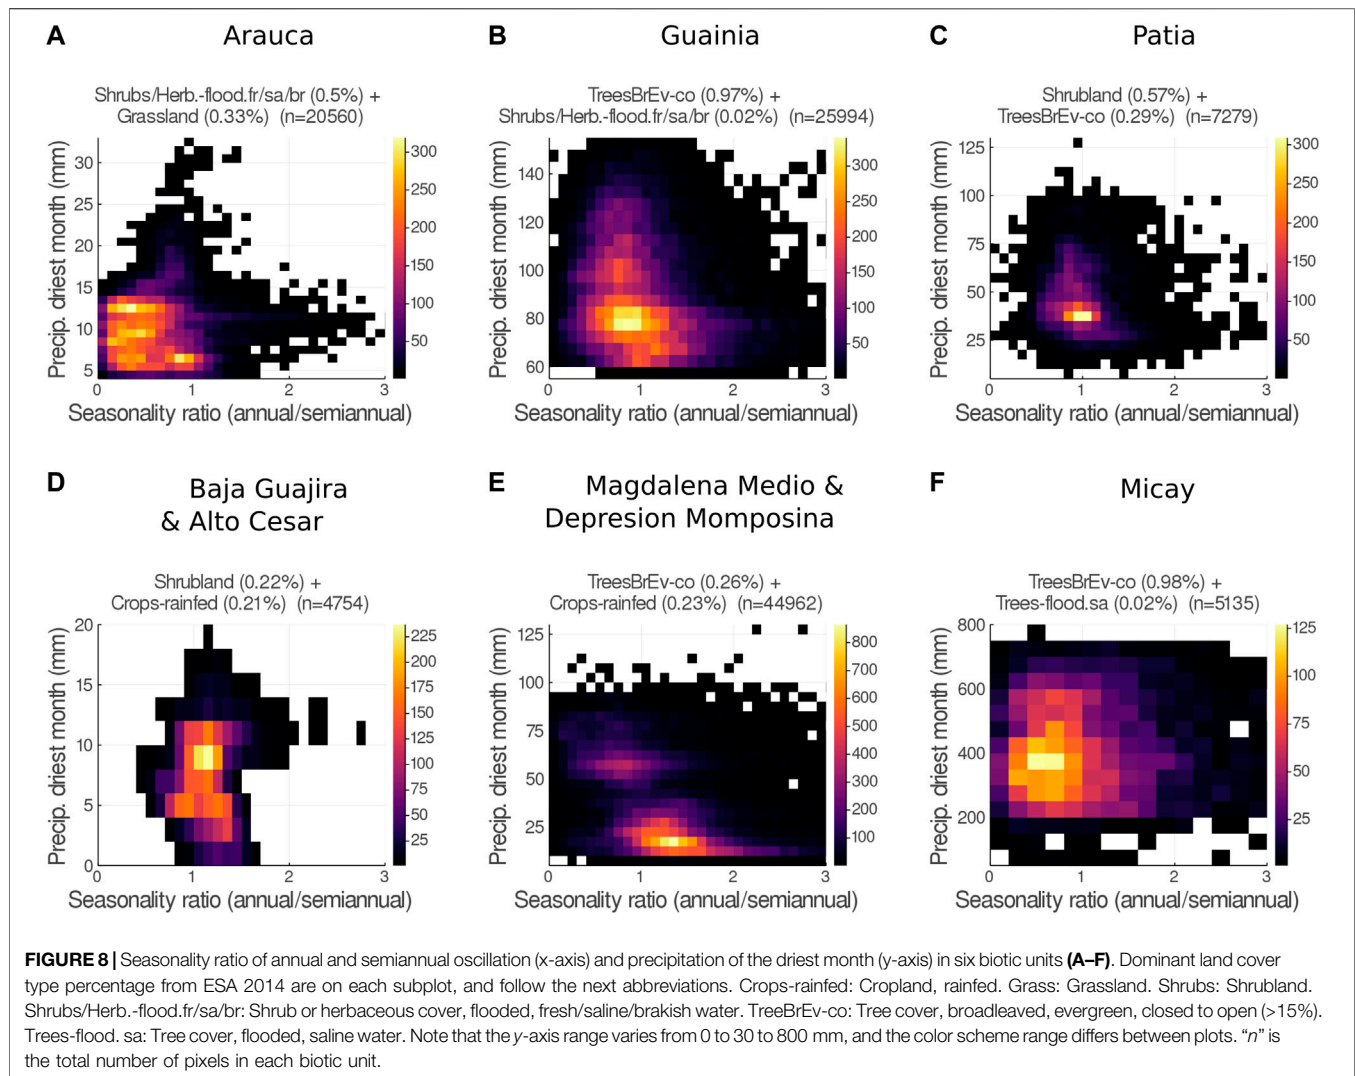 A
Arauca
Shrubs/Herb.-flood.fr/sa/br (0.5%) +
Grassland (0.33%) (n=20560)
Precip. driest month (mm)
30
25
20
15
10
5
0
1
2
3
Seasonality ratio (annual/semiannual)
300
250
200
150
100
50
B
Guainia
TreesBrEv-co (0.97%) +
Shrubs/Herb.-flood.fr/sa/br (0.02%) (n=25994)
Precip. driest month (mm)
140
120
100
80
60
0
1
2
3
Seasonality ratio (annual/semiannual)
300
250
200
150
100
50
C
Patia
Shrubland (0.57%) +
TreesBrEv-co (0.29%) (n=7279)
Precip. driest month (mm)
125
100
75
50
25
0
1
2
3
Seasonality ratio (annual/semiannual)
300
250
200
150
100
50
D
Baja Guajira
& Alto Cesar
Shrubland (0.22%) +
Crops-rainfed (0.21%) (n=4754)
Precip. driest month (mm)
20
15
10
5
0
0
1
2
3
Seasonality ratio (annual/semiannual)
225
200
175
150
125
100
75
50
25
E
Magdalena Medio &
Depresion Momposina
TreesBrEv-co (0.26%) +
Crops-rainfed (0.23%) (n=44962)
Precip. driest month (mm)
125
100
75
50
25
0
1
2
3
Seasonality ratio (annual/semiannual)
800
700
600
500
400
300
200
100
F
Micay
TreesBrEv-co (0.98%) +
Trees-flood.sa (0.02%) (n=5135)
Precip. driest month (mm)
800
600
400
200
0
1
2
3
Seasonality ratio (annual/semiannual)
125
100
75
50
25
FIGURE 8 | Seasonality ratio of annual and semiannual oscillation (x-axis) and precipitation of the driest month (y-axis) in six biotic units (A–F). Dominant land cover
type percentage from ESA 2014 are on each subplot, and follow the next abbreviations. Crops-rainfed: Cropland, rainfed. Grass: Grassland. Shrubs: Shrubland.
Shrubs/Herb.-flood.fr/sa/br: Shrub or herbaceous cover, flooded, fresh/saline/brakish water. TreeBrEv-co: Tree cover, broadleaved, evergreen, closed to open (>15%).
Trees-flood. sa: Tree cover, flooded, saline water. Note that the y-axis range varies from 0 to 30 to 800 mm, and the color scheme range differs between plots. “n” is
the total number of pixels in each biotic unit.